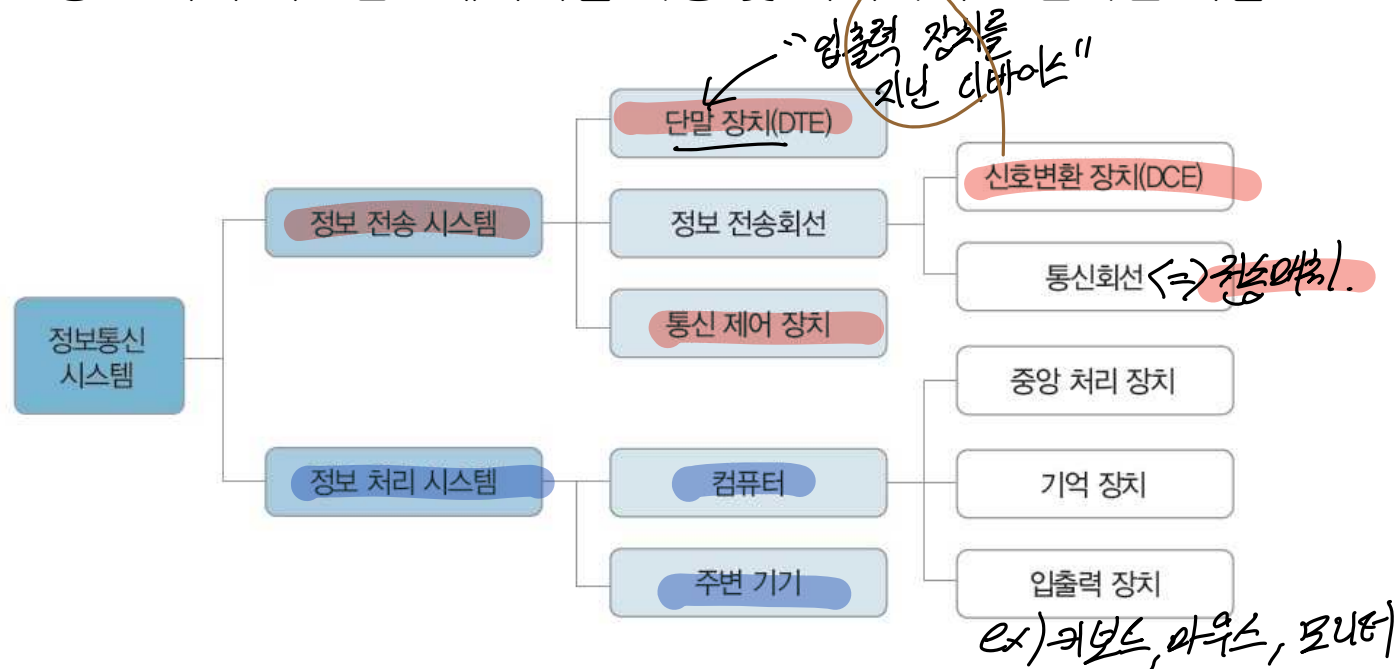 "입출력 장치를
지닌 디바이스"
단말 장치(DTE)
신호변환 장치(DCE)
정보 전송 시스템
정보 전송회선
통신회선 <=> 전송매체.
통신 제어 장치
정보통신
시스템
중앙 처리 장치
정보 처리 시스템
컴퓨터
기억 장치
주변 기기
입출력 장치
ex) 키보드, 마우스, 모니터